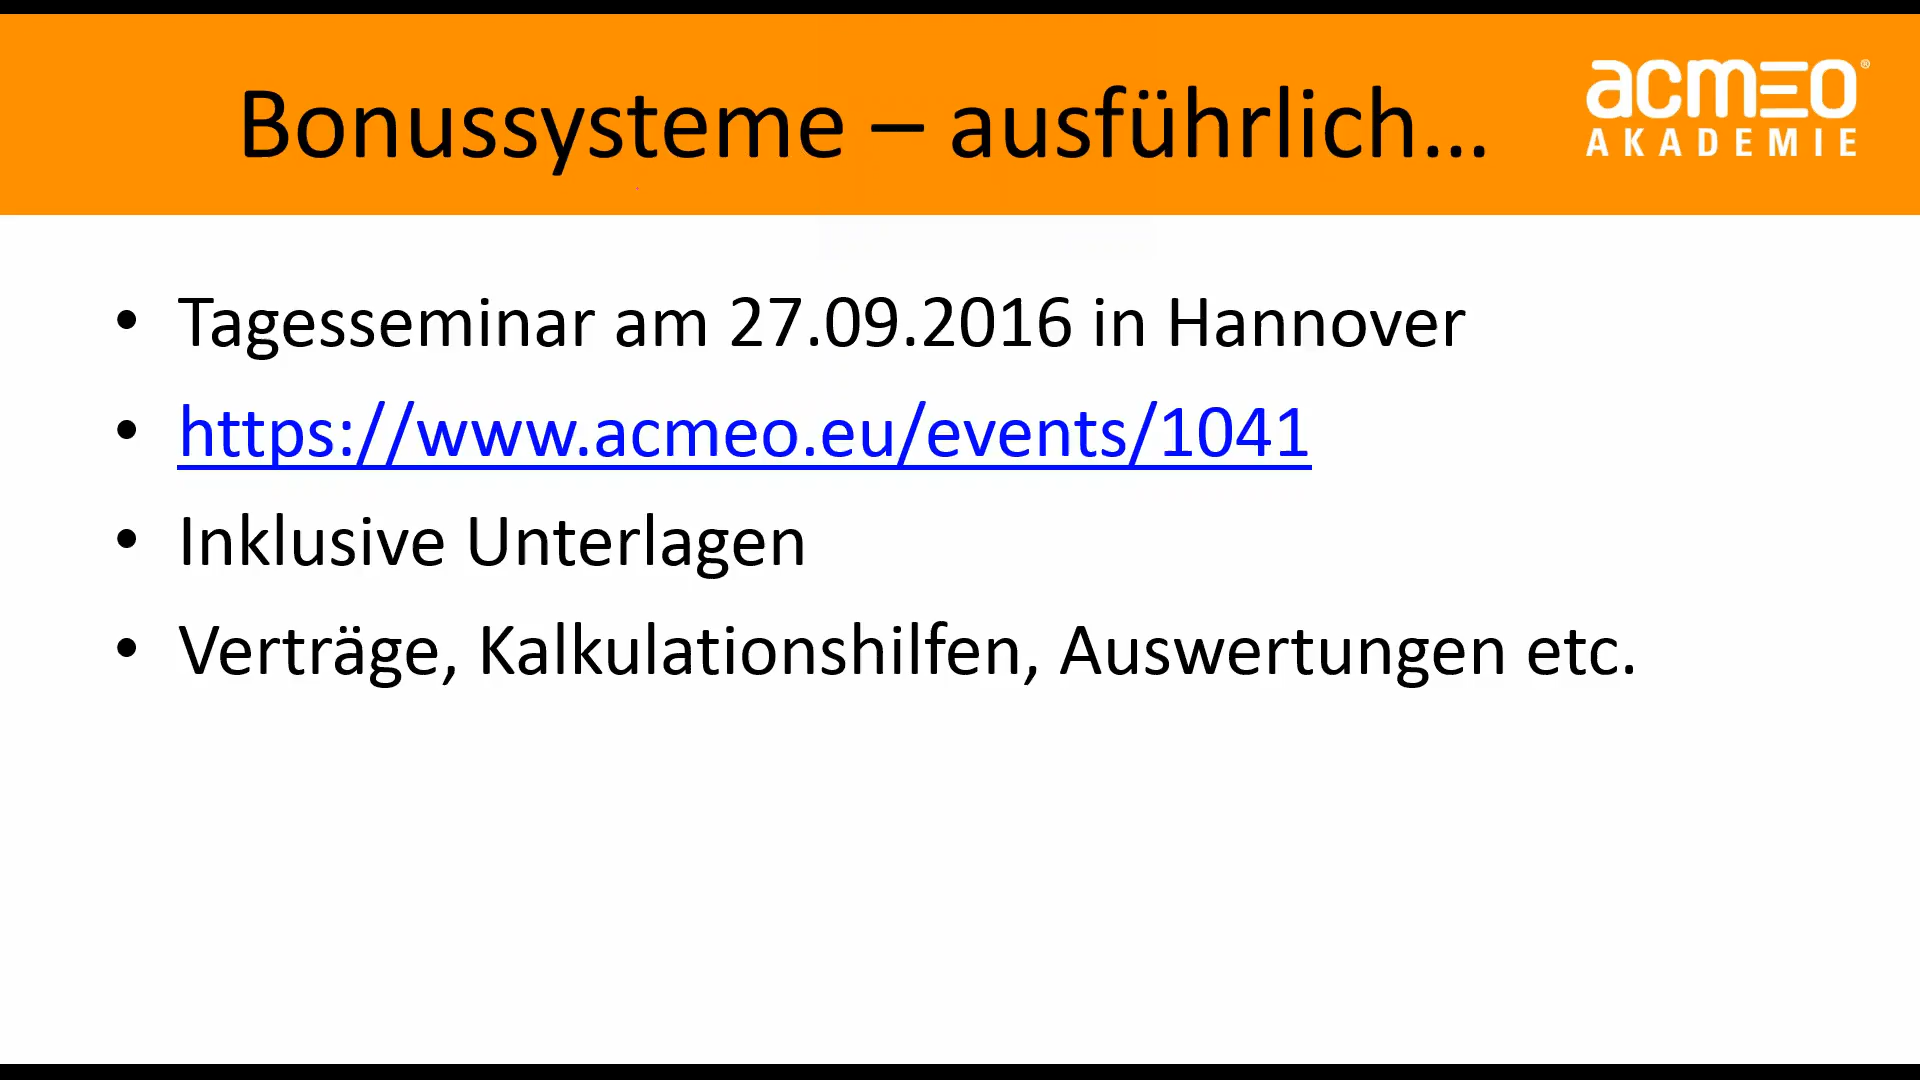 Bonussysteme – ausführlich...
acmeo®
AKADEMIE
• Tagesseminar am 27.09.2016 in Hannover
• https://www.acmeo.eu/events/1041
• Inklusive Unterlagen
• Verträge, Kalkulationshilfen, Auswertungen etc.